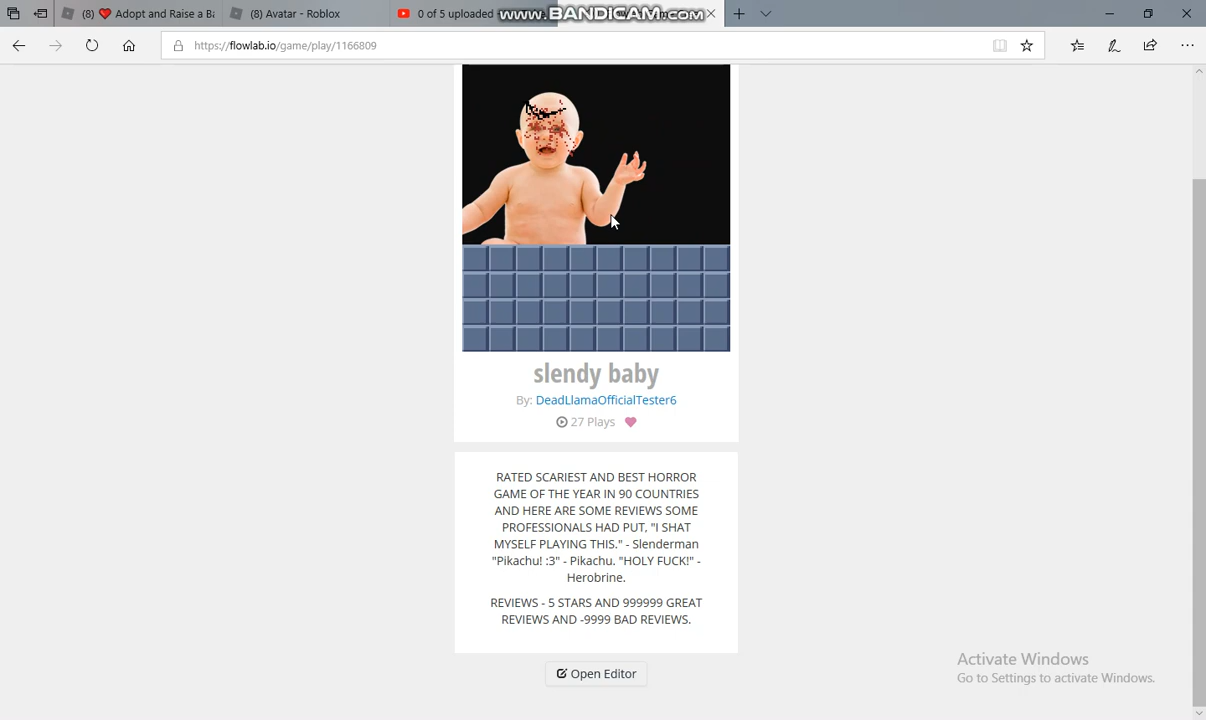 (8) ❤️ Adopt and Raise a Ba
(8) Avatar - Roblox
0 of 5 uploaded
www.BANDICAM.com
https://flowlab.io/game/play/1166809
slendy baby
By: DeadLlamaOfficialTester6
27 Plays
RATED SCARIEST AND BEST HORROR
GAME OF THE YEAR IN 90 COUNTRIES
AND HERE ARE SOME REVIEWS SOME
PROFESSIONALS HAD PUT, "I SHAT
MYSELF PLAYING THIS." - Slenderman
"Pikachu! :3" - Pikachu. "HOLY FUCK!" -
Herobrine.
REVIEWS - 5 STARS AND 999999 GREAT
REVIEWS AND -9999 BAD REVIEWS.
Open Editor
Activate Windows
Go to Settings to activate Windows.